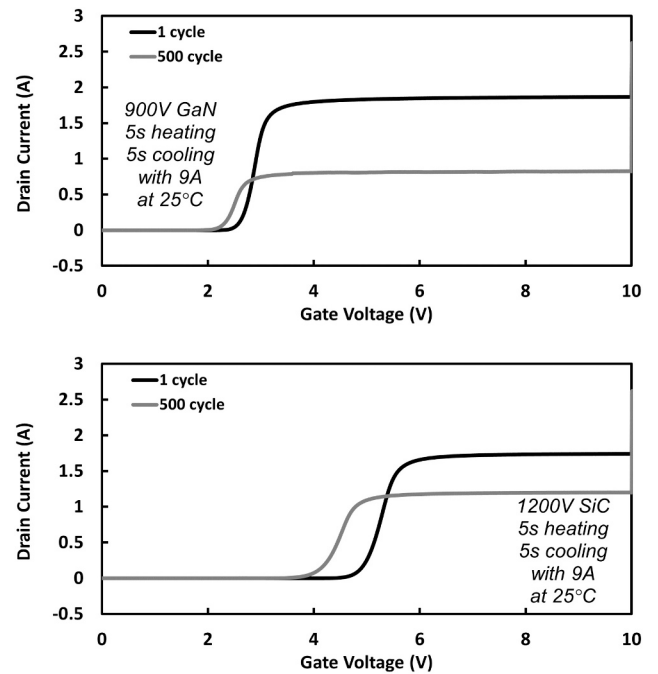 3
2.5
2
1.5
1
0.5
0
-0.5
Drain Current (A)
1 cycle
500 cycle
900V GaN
5s heating
5s cooling
with 9A
at 25°C
0 2 4 6 8 10
Gate Voltage (V)
3
2.5
2
1.5
1
0.5
0
-0.5
Drain Current (A)
1 cycle
500 cycle
1200V SiC
5s heating
5s cooling
with 9A
at 25°C
0 2 4 6 8 10
Gate Voltage (V)